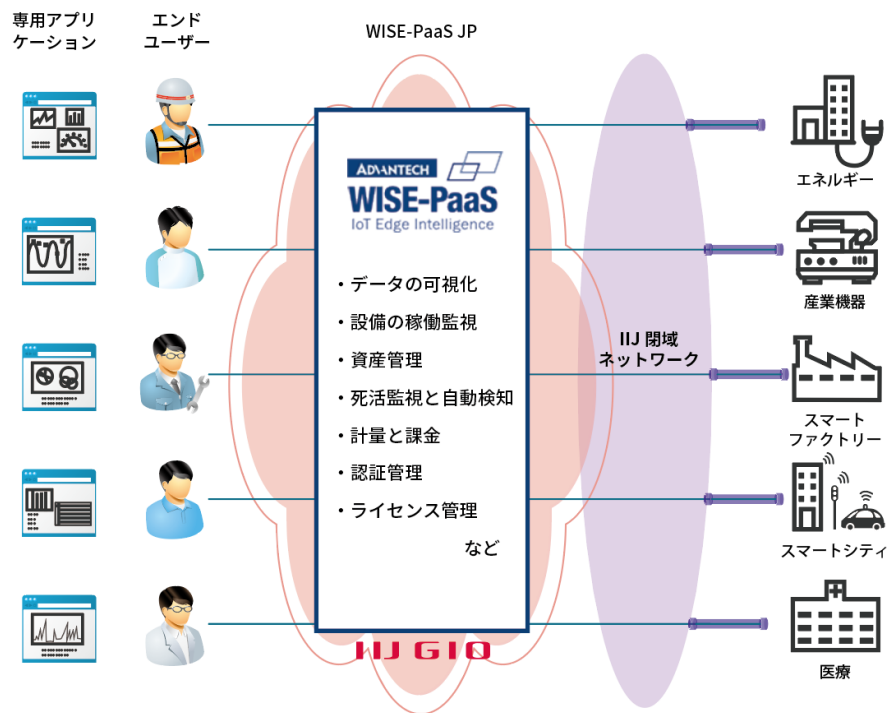 専用アプリ
ケーション
エンド
ユーザー
WISE-PaaS JP
ADVANTECH
WISE-PaaS
IoT Edge Intelligence
・データの可視化
・設備の稼働監視
・資産管理
・死活監視と自動検知
・計量と課金
・認証管理
・ライセンス管理
など
IIJ GIO
IIJ 閉域
ネットワーク
エネルギー
産業機器
スマート
ファクトリー
スマートシティ
医療